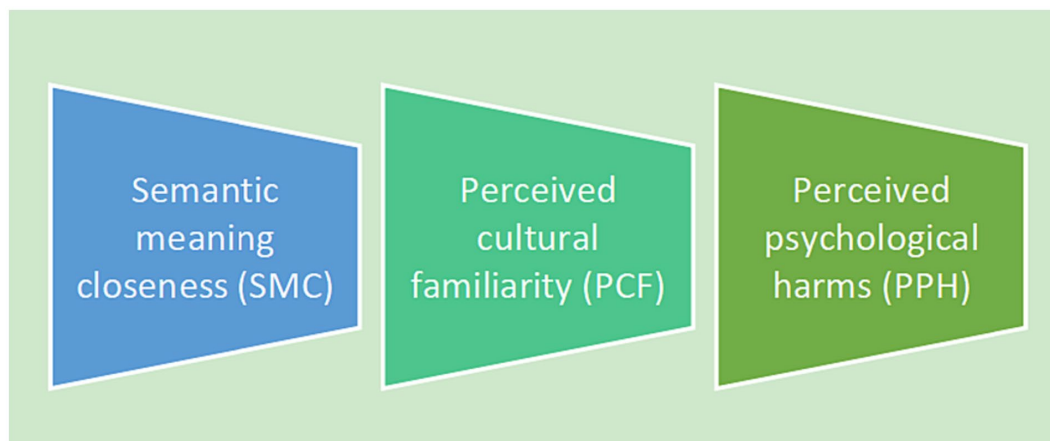 Semantic
meaning
closeness (SMC)
Perceived
cultural
familiarity (PCF)
Perceived
psychological
harms (PPH)